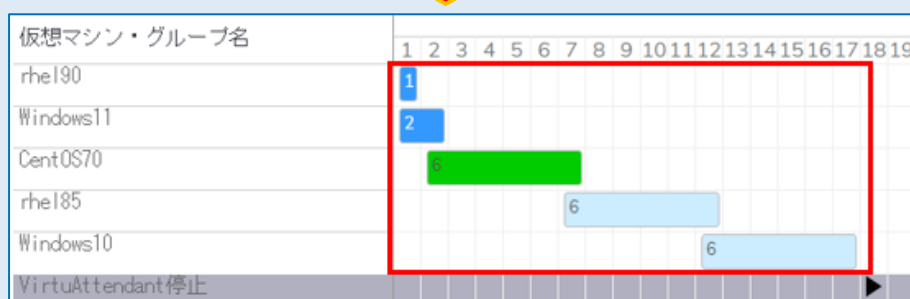 仮想マシン・グループ名
1 2 3 4 5 6 7 8 9 10 11 12 13 14 15 16 17 18 19
rhel90 1
Windows11 2
CentOS70 6
rhel85 6
Windows10 6
VirtuAttendant停止